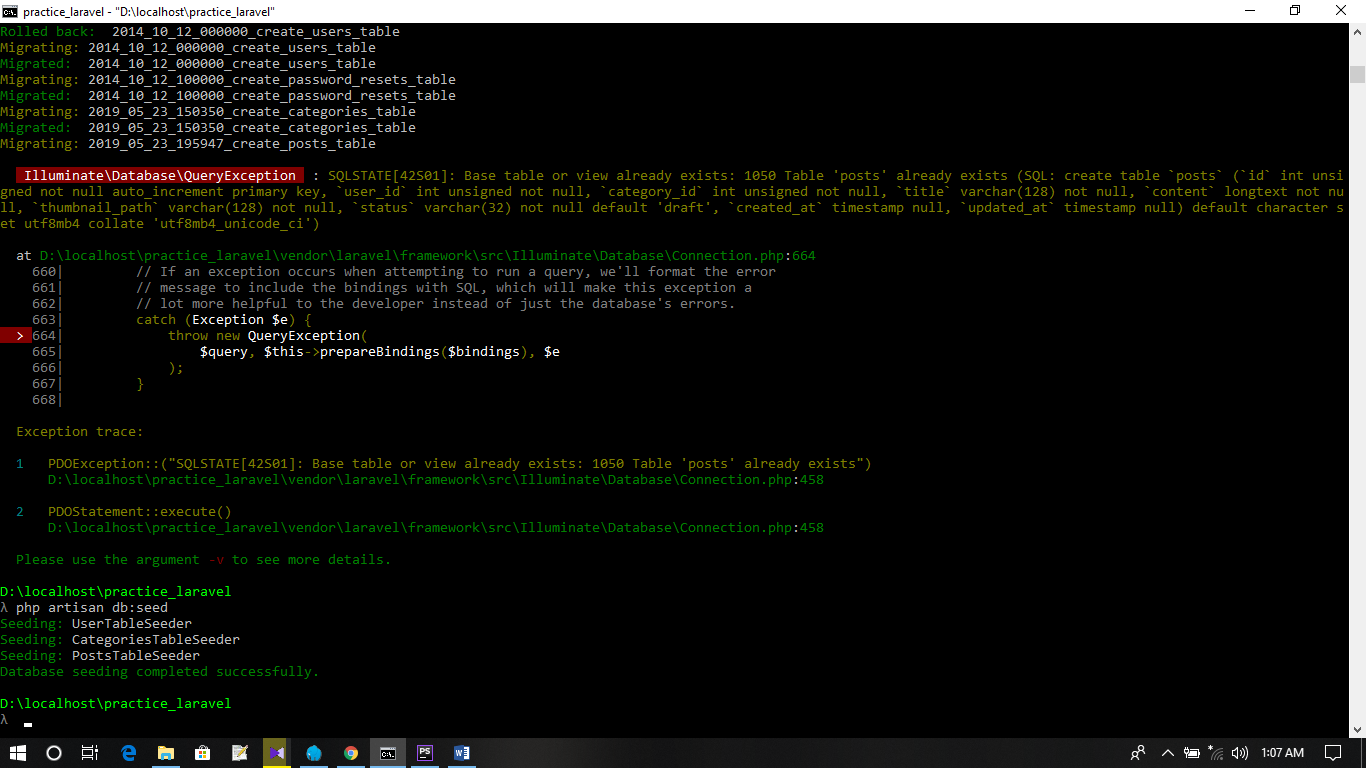 practice_laravel - "D:\localhost\practice_laravel"
Rolled back:  2014_10_12_000000_create_users_table
Migrating: 2014_10_12_000000_create_users_table
Migrated:  2014_10_12_000000_create_users_table
Migrating: 2014_10_12_100000_create_password_resets_table
Migrated:  2014_10_12_100000_create_password_resets_table
Migrating: 2019_05_23_150350_create_categories_table
Migrated:  2019_05_23_150350_create_categories_table
Migrating: 2019_05_23_195947_create_posts_table
Illuminate\Database\QueryException  : SQLSTATE[42S01]: Base table or view already exists: 1050 Table 'posts' already exists (SQL: create table `posts` (`id` int unsi
gned not null auto_increment primary key, `user_id` int unsigned not null, `category_id` int unsigned not null, `title` varchar(128) not null, `content` longtext not nu
ll, `thumbnail_path` varchar(128) not null, `status` varchar(32) not null default 'draft', `created_at` timestamp null, `updated_at` timestamp null) default character s
et utf8mb4 collate 'utf8mb4_unicode_ci')
at D:\localhost\practice_laravel\vendor\laravel\framework\src\Illuminate\Database\Connection.php:664
660|         // If an exception occurs when attempting to run a query, we'll format the error
661|         // message to include the bindings with SQL, which will make this exception a
662|         // lot more helpful to the developer instead of just the database's errors.
663|         catch (Exception $e) {
> 664|             throw new QueryException(
665|                 $query, $this->prepareBindings($bindings), $e
666|             );
667|         }
668|
Exception trace:
1   PDOException::("SQLSTATE[42S01]: Base table or view already exists: 1050 Table 'posts' already exists")
D:\localhost\practice_laravel\vendor\laravel\framework\src\Illuminate\Database\Connection.php:458
2   PDOStatement::execute()
D:\localhost\practice_laravel\vendor\laravel\framework\src\Illuminate\Database\Connection.php:458
Please use the argument -v to see more details.
D:\localhost\practice_laravel
λ php artisan db:seed
Seeding: UserTableSeeder
Seeding: CategoriesTableSeeder
Seeding: PostsTableSeeder
Database seeding completed successfully.
D:\localhost\practice_laravel
λ
1:07 AM